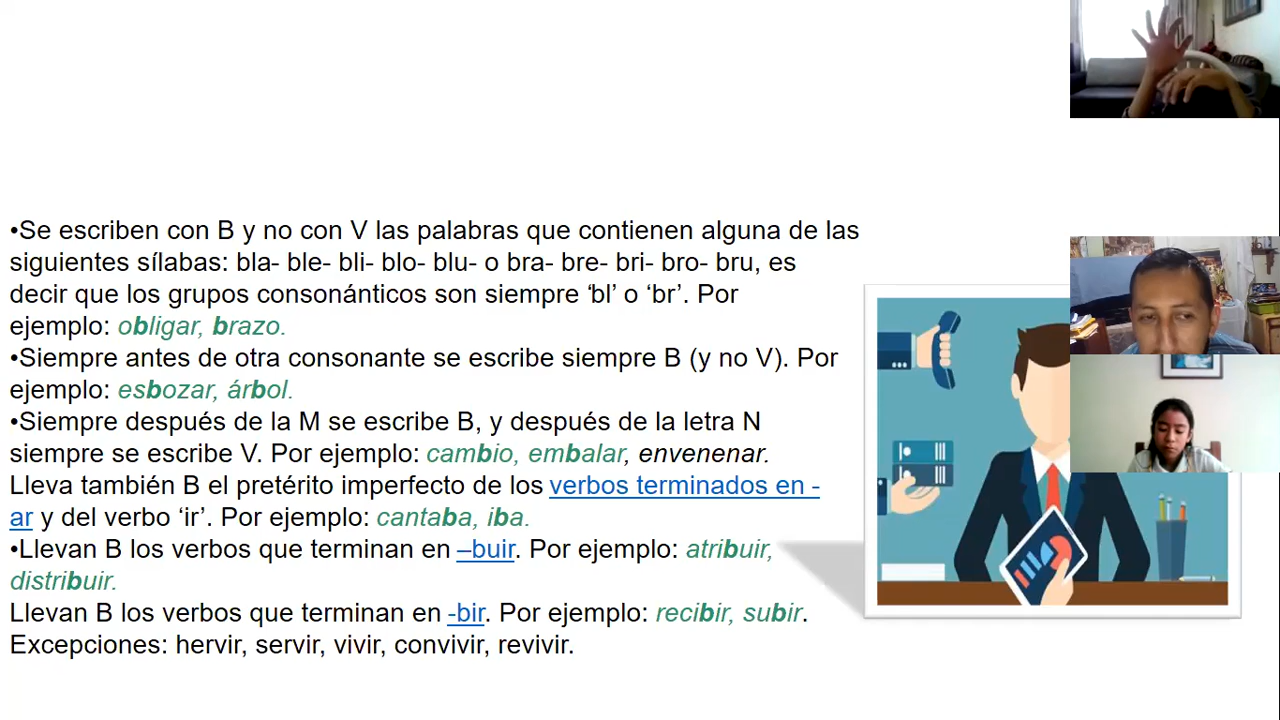 •Se escriben con B y no con V las palabras que contienen alguna de las
siguientes sílabas: bla- ble- bli- blo- blu- o bra- bre- bri- bro- bru, es
decir que los grupos consonánticos son siempre ‘bl’ o ‘br’. Por
ejemplo: obligar, brazo.
•Siempre antes de otra consonante se escribe siempre B (y no V). Por
ejemplo: esbozar, árbol.
•Siempre después de la M se escribe B, y después de la letra N
siempre se escribe V. Por ejemplo: cambio, embalar, envenenar.
Lleva también B el pretérito imperfecto de los verbos terminados en -
ar y del verbo ‘ir’. Por ejemplo: cantaba, iba.
•Llevan B los verbos que terminan en –buir. Por ejemplo: atribuir,
distribuir.
Llevan B los verbos que terminan en -bir. Por ejemplo: recibir, subir.
Excepciones: hervir, servir, vivir, convivir, revivir.